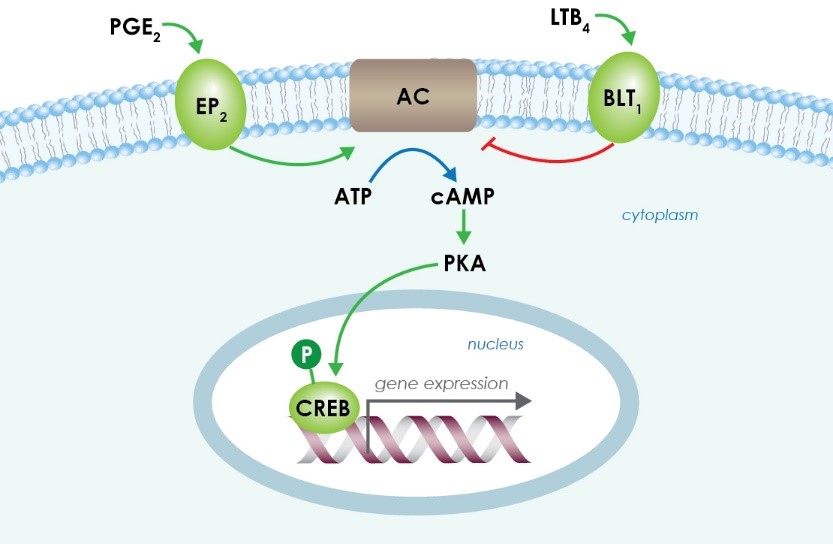 PGE₂
LTB₄
EP₂
AC
BLT₁
ATP
cAMP
cytoplasm
PKA
nucleus
P
gene expression
CREB